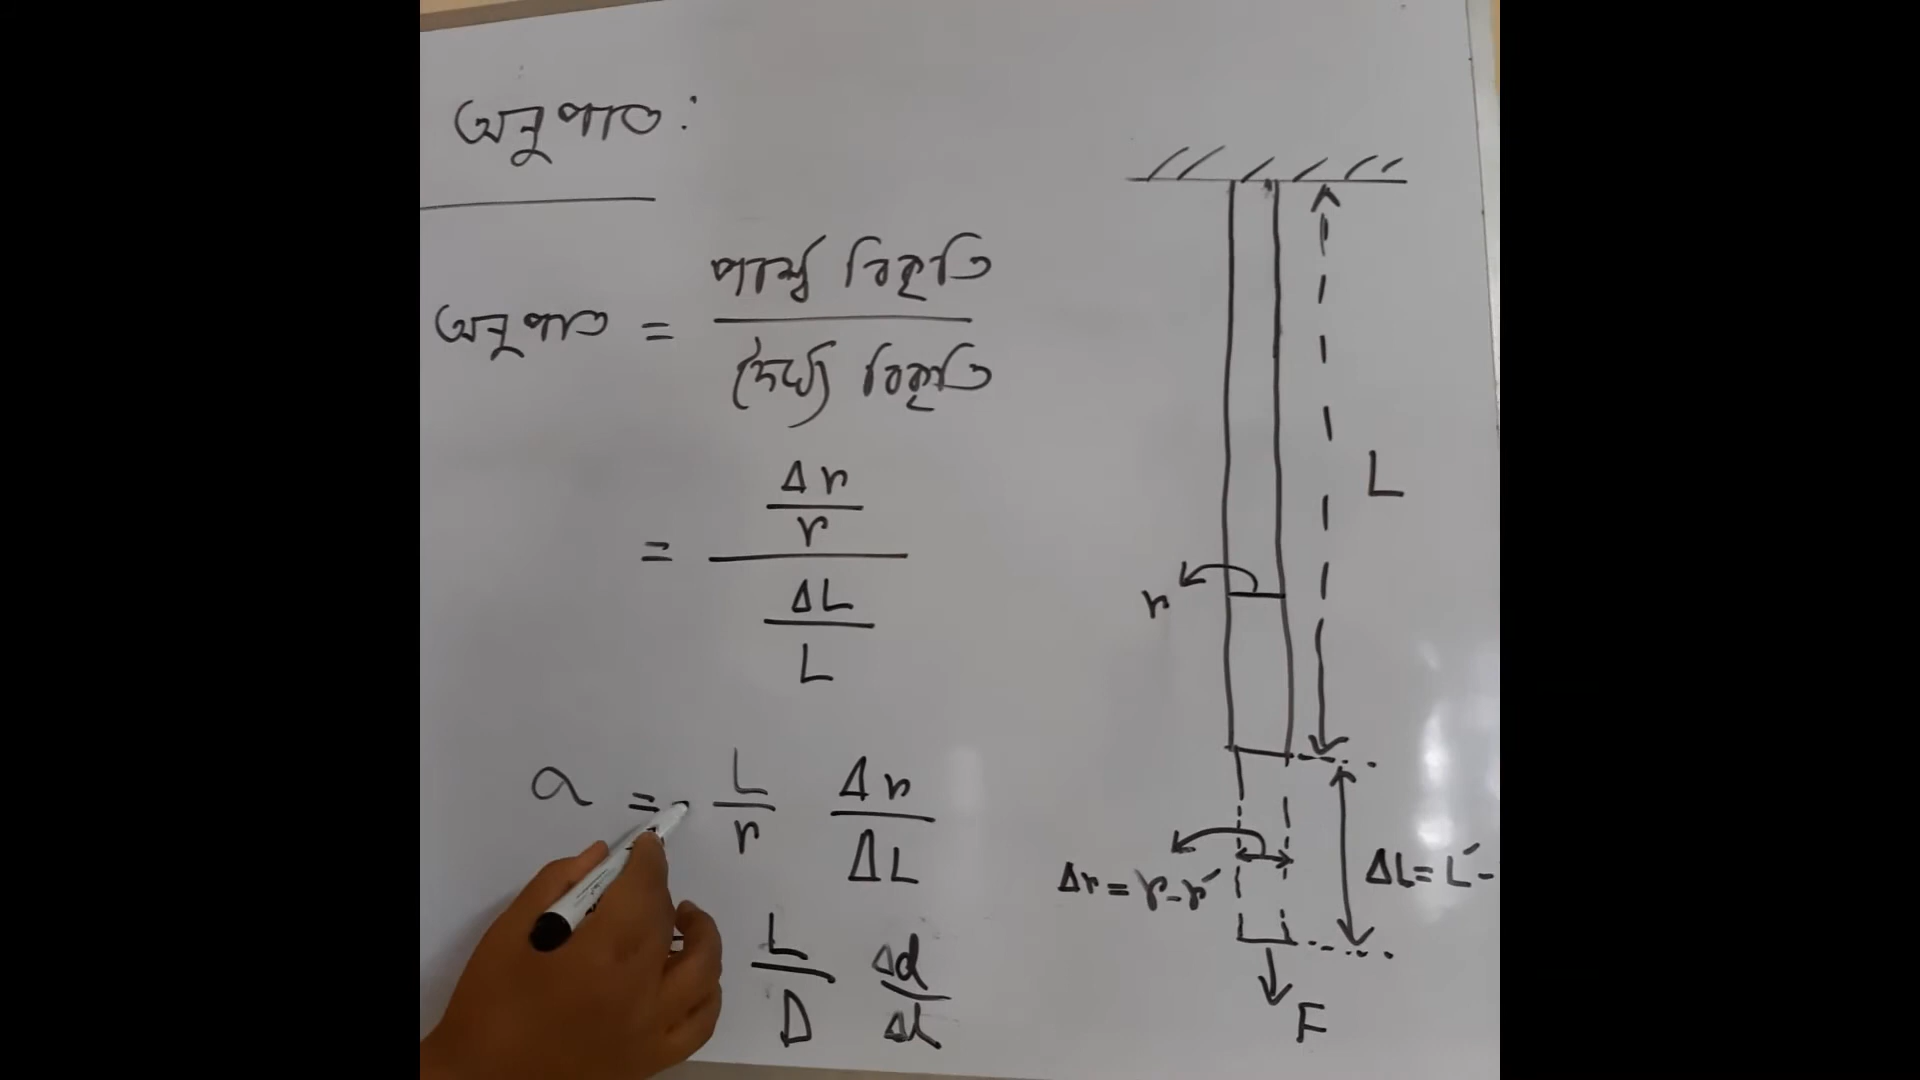 অনুপাত :
অনুপাত = পার্শ্ব বিকৃতি / দৈর্ঘ্য বিকৃতি
= (Δr / r) / (ΔL / L)
σ = - L/r Δr/ΔL
L/D Δd/ΔL
L
r
Δr = r - r′
ΔL = L′ -
F